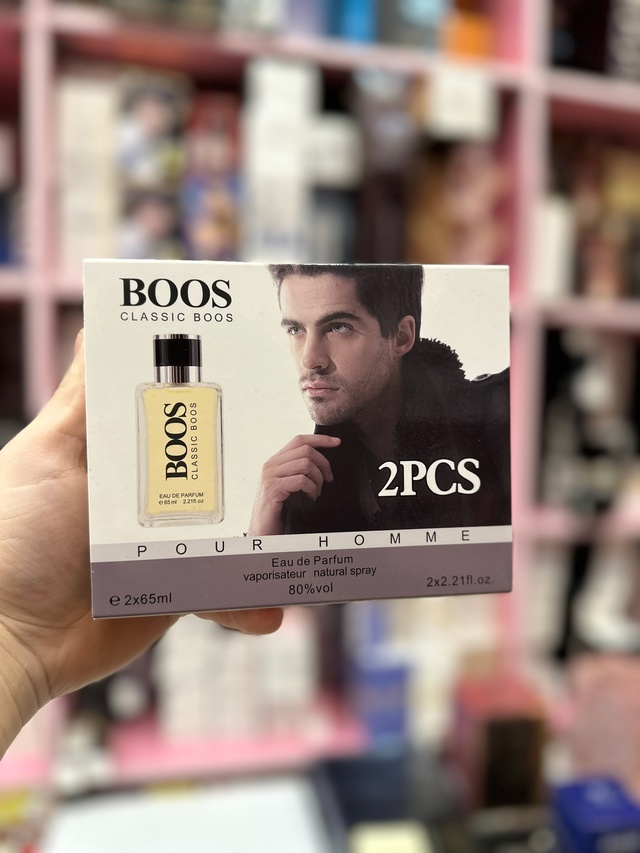 BOOS
CLASSIC BOOS
BOOS
CLASSIC BOOS
EAU DE PARFUM
℮65ml 2.21fl.oz
2PCS
POUR HOMME
Eau de Parfum
vaporisateur natural spray
80%vol
℮ 2x65ml
2x2.21fl.oz.